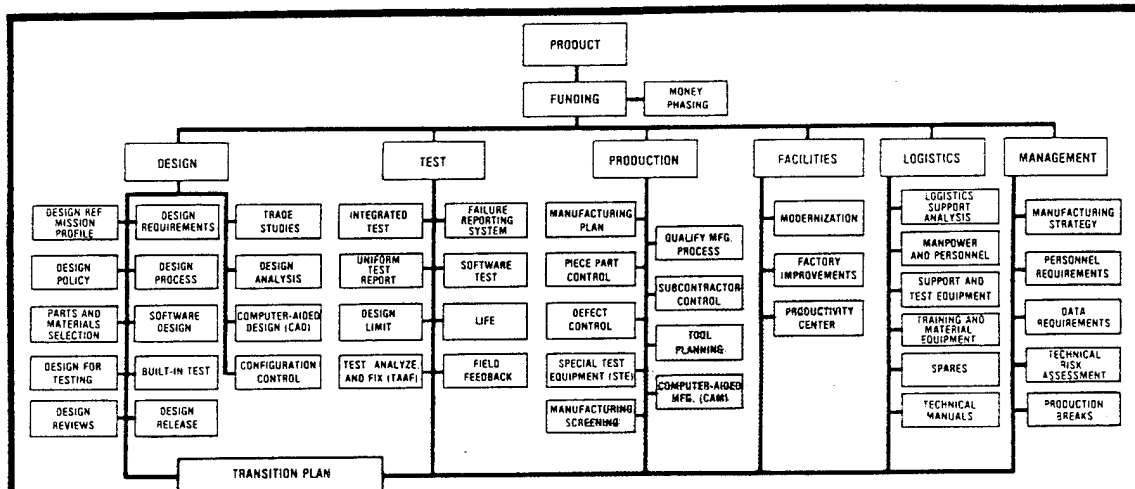 PRODUCT
FUNDING
MONEY
PHASING
DESIGN
TEST
PRODUCTION
FACILITIES
LOGISTICS
MANAGEMENT
DESIGN REF
MISSION
PROFILE
DESIGN
REQUIREMENTS
TRADE
STUDIES
DESIGN
POLICY
DESIGN
PROCESS
DESIGN
ANALYSIS
PARTS AND
MATERIALS
SELECTION
SOFTWARE
DESIGN
COMPUTER-AIDED
DESIGN (CAD)
DESIGN FOR
TESTING
BUILT-IN TEST
CONFIGURATION
CONTROL
DESIGN
REVIEWS
DESIGN
RELEASE
INTEGRATED
TEST
FAILURE
REPORTING
SYSTEM
UNIFORM
TEST
REPORT
SOFTWARE
TEST
DESIGN
LIMIT
LIFE
TEST ANALYZE
AND FIX (TAAF)
FIELD
FEEDBACK
MANUFACTURING
PLAN
QUALIFY MFG.
PROCESS
PIECE PART
CONTROL
SUBCONTRACTOR
CONTROL
DEFECT
CONTROL
TOOL
PLANNING
SPECIAL TEST
EQUIPMENT (STE)
COMPUTER-AIDED
MFG. (CAM)
MANUFACTURING
SCREENING
MODERNIZATION
FACTORY
IMPROVEMENTS
PRODUCTIVITY
CENTER
LOGISTICS
SUPPORT
ANALYSIS
MANPOWER
AND PERSONNEL
SUPPORT AND
TEST EQUIPMENT
TRAINING AND
MATERIAL
EQUIPMENT
SPARES
TECHNICAL
MANUALS
MANUFACTURING
STRATEGY
PERSONNEL
REQUIREMENTS
DATA
REQUIREMENTS
TECHNICAL
RISK
ASSESSMENT
PRODUCTION
BREAKS
TRANSITION PLAN